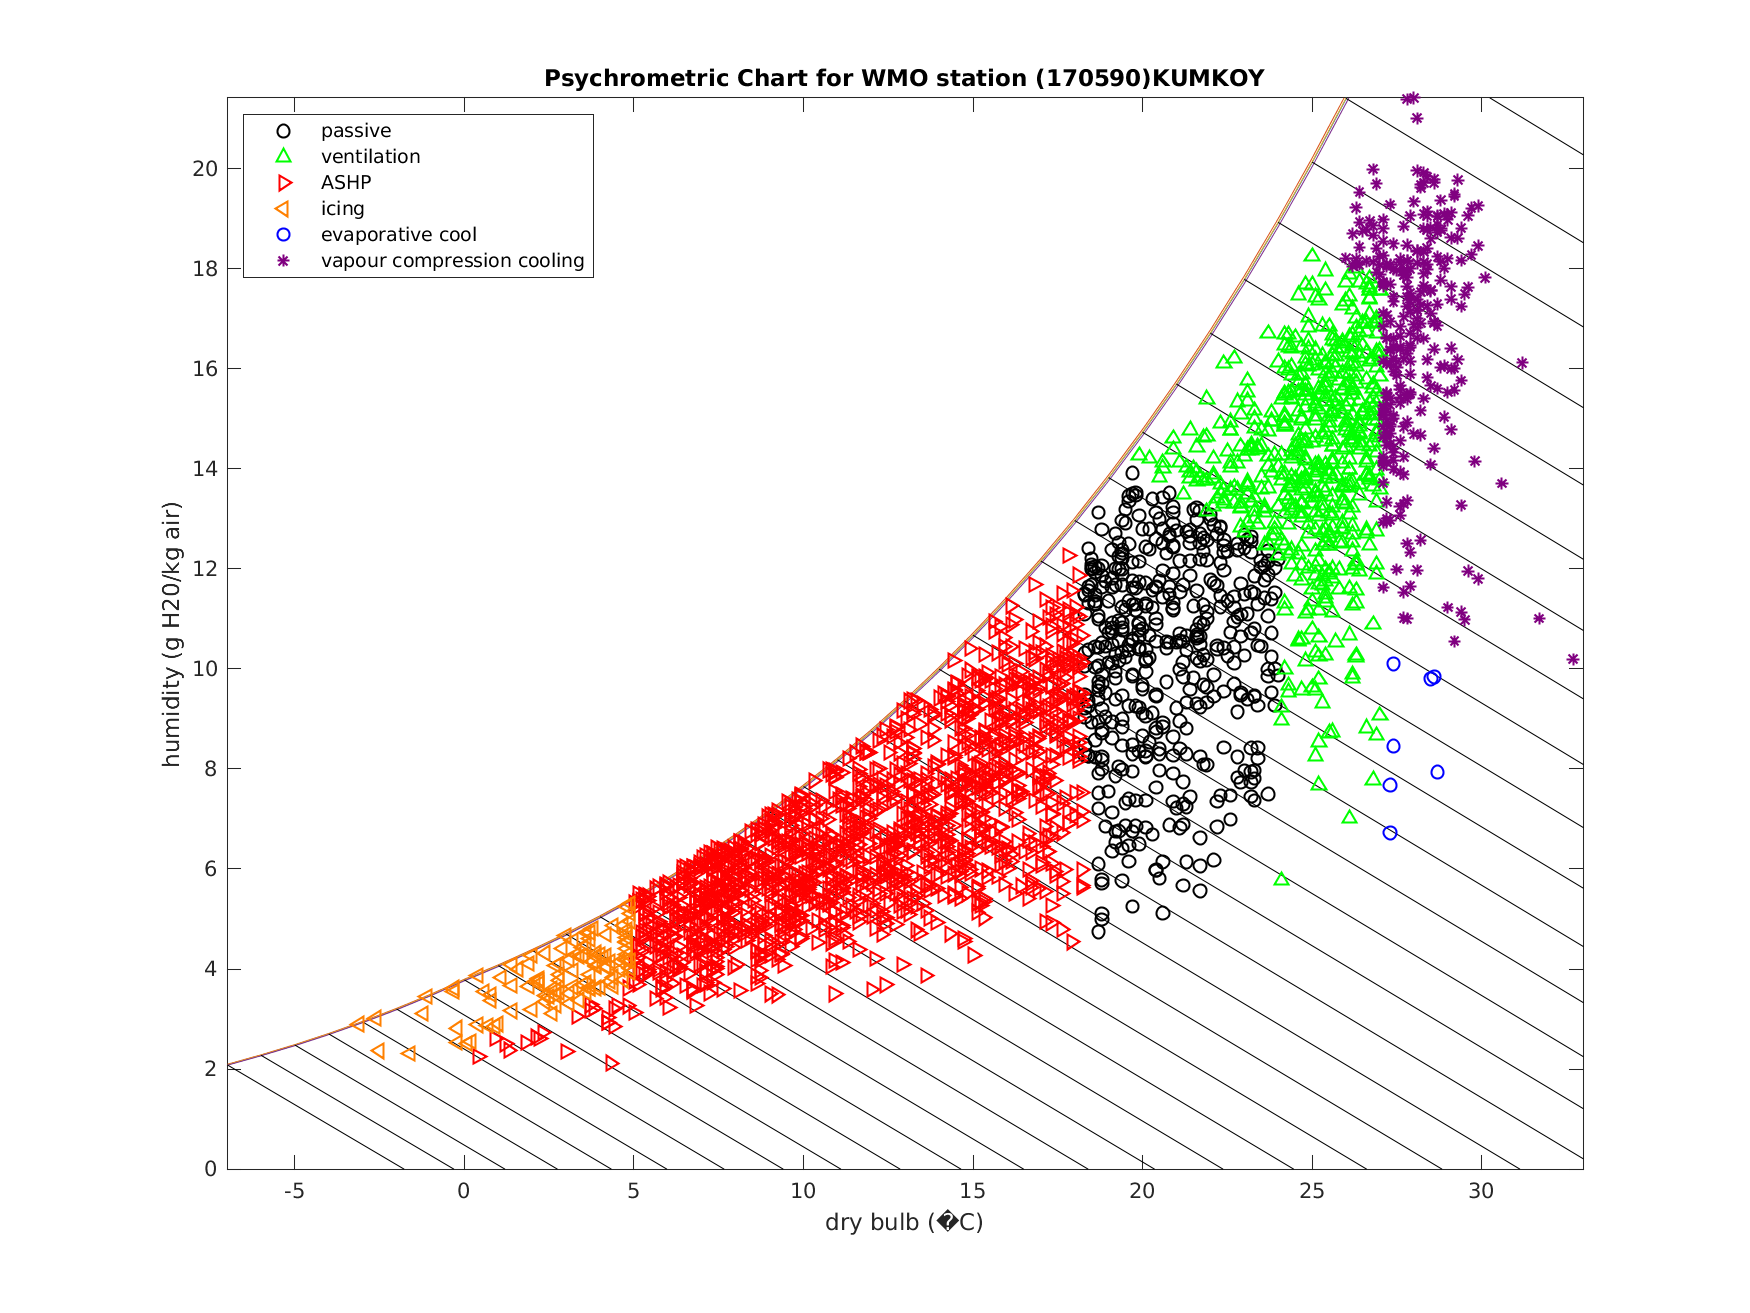 Psychrometric Chart for WMO station (170590)KUMKOY
passive
ventilation
ASHP
icing
evaporative cool
vapour compression cooling
humidity (g H20/kg air)
20
18
16
14
12
10
8
6
4
2
0
-5 0 5 10 15 20 25 30
dry bulb (�C)